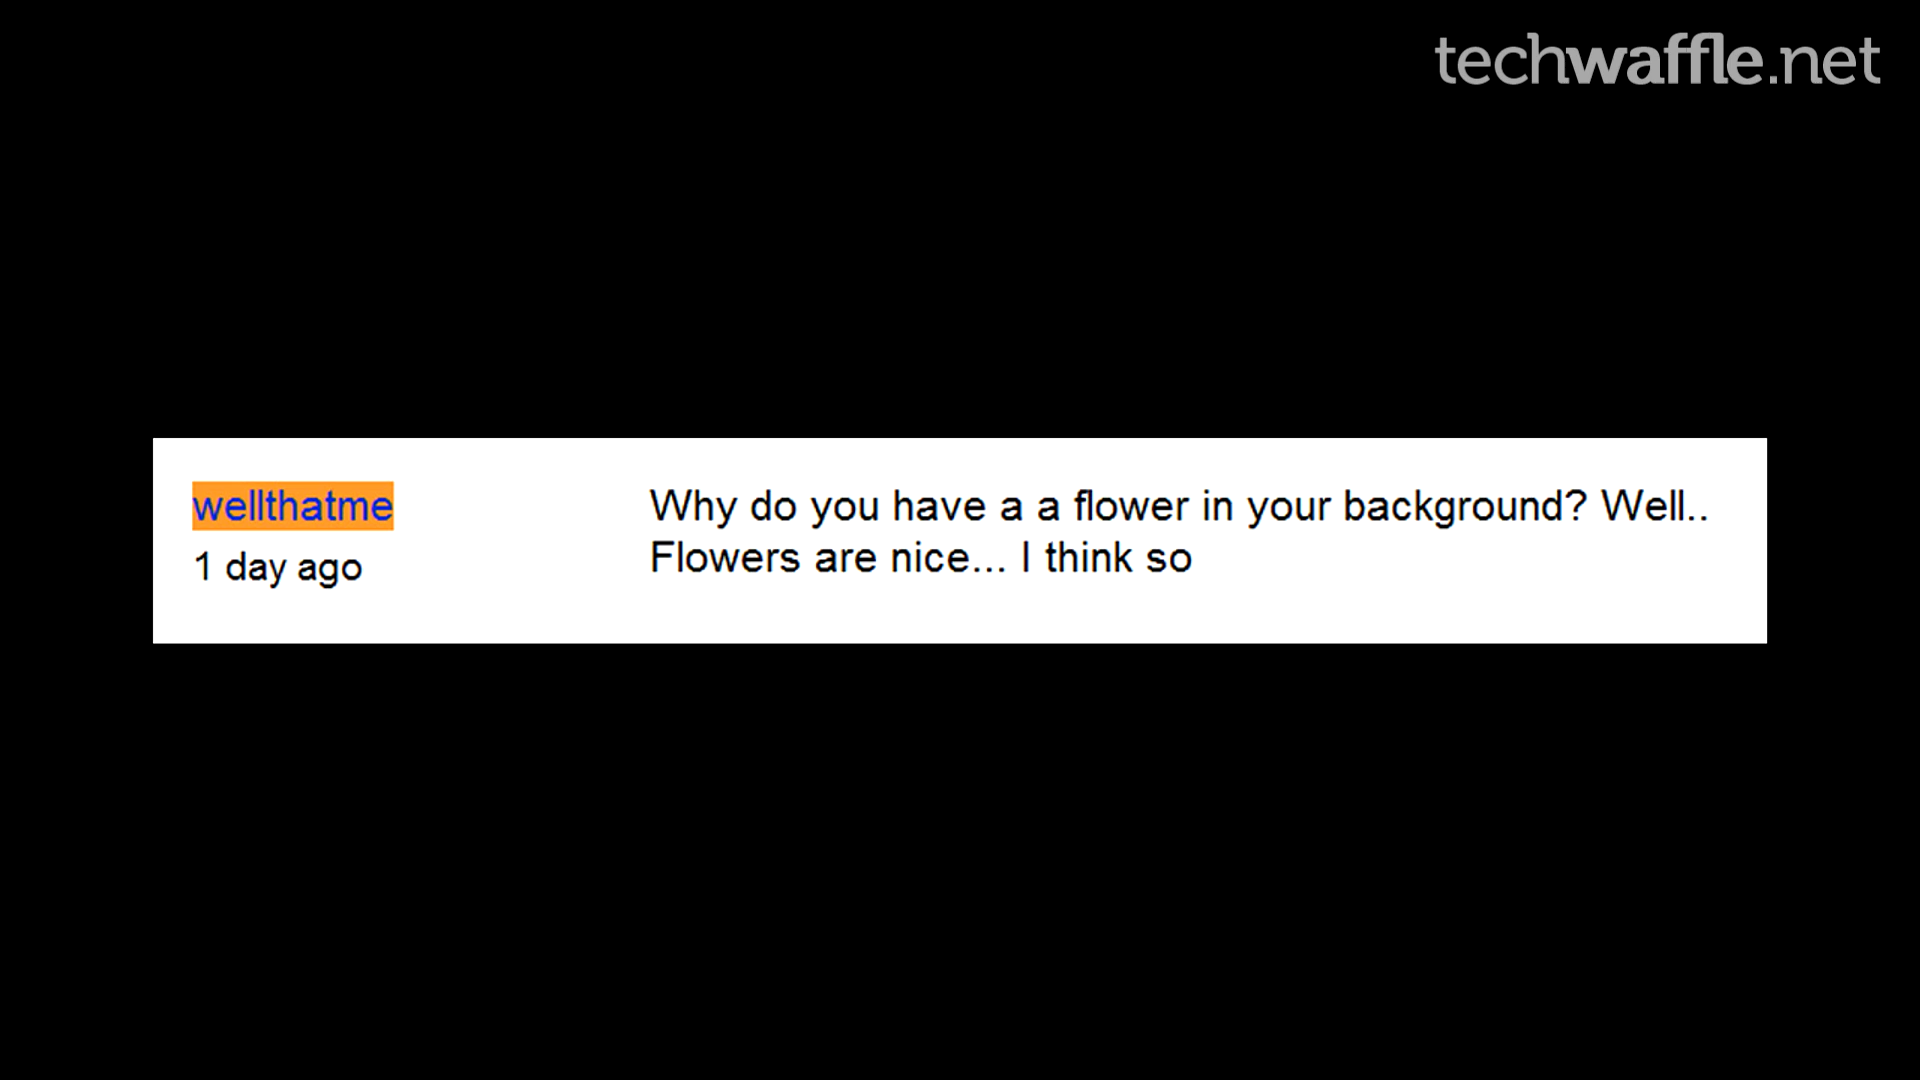 techwaffle.net
wellthatme
1 day ago
Why do you have a a flower in your background? Well..
Flowers are nice... I think so